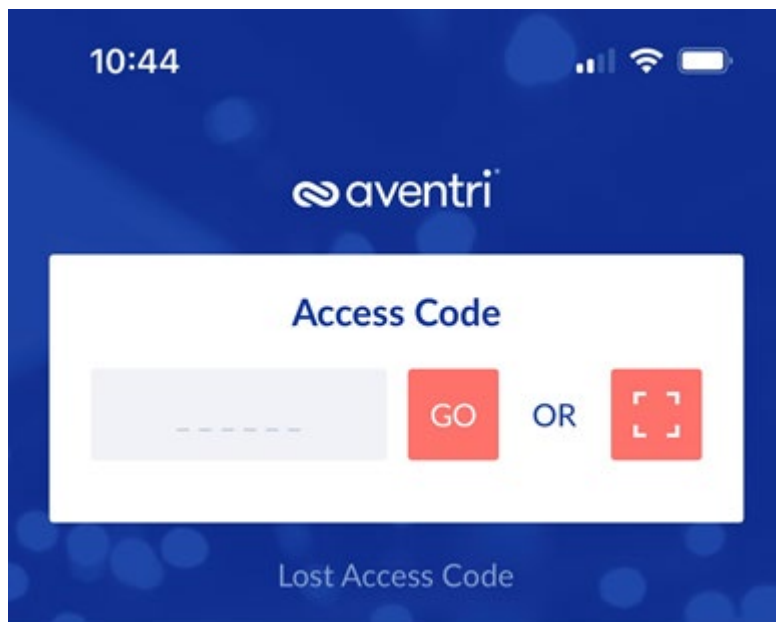 10:44
aventri
Access Code
_ _ _ _ _ _ GO OR
Lost Access Code